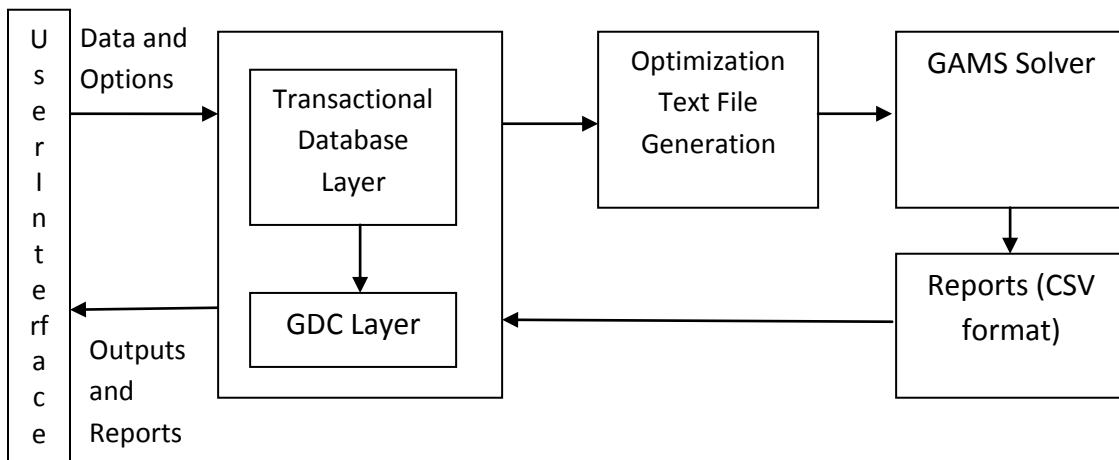 U
s
e
r
I
n
t
e
rf
a
c
e
Data and
Options
Outputs
and
Reports
Transactional
Database
Layer
GDC Layer
Optimization
Text File
Generation
GAMS Solver
Reports (CSV
format)